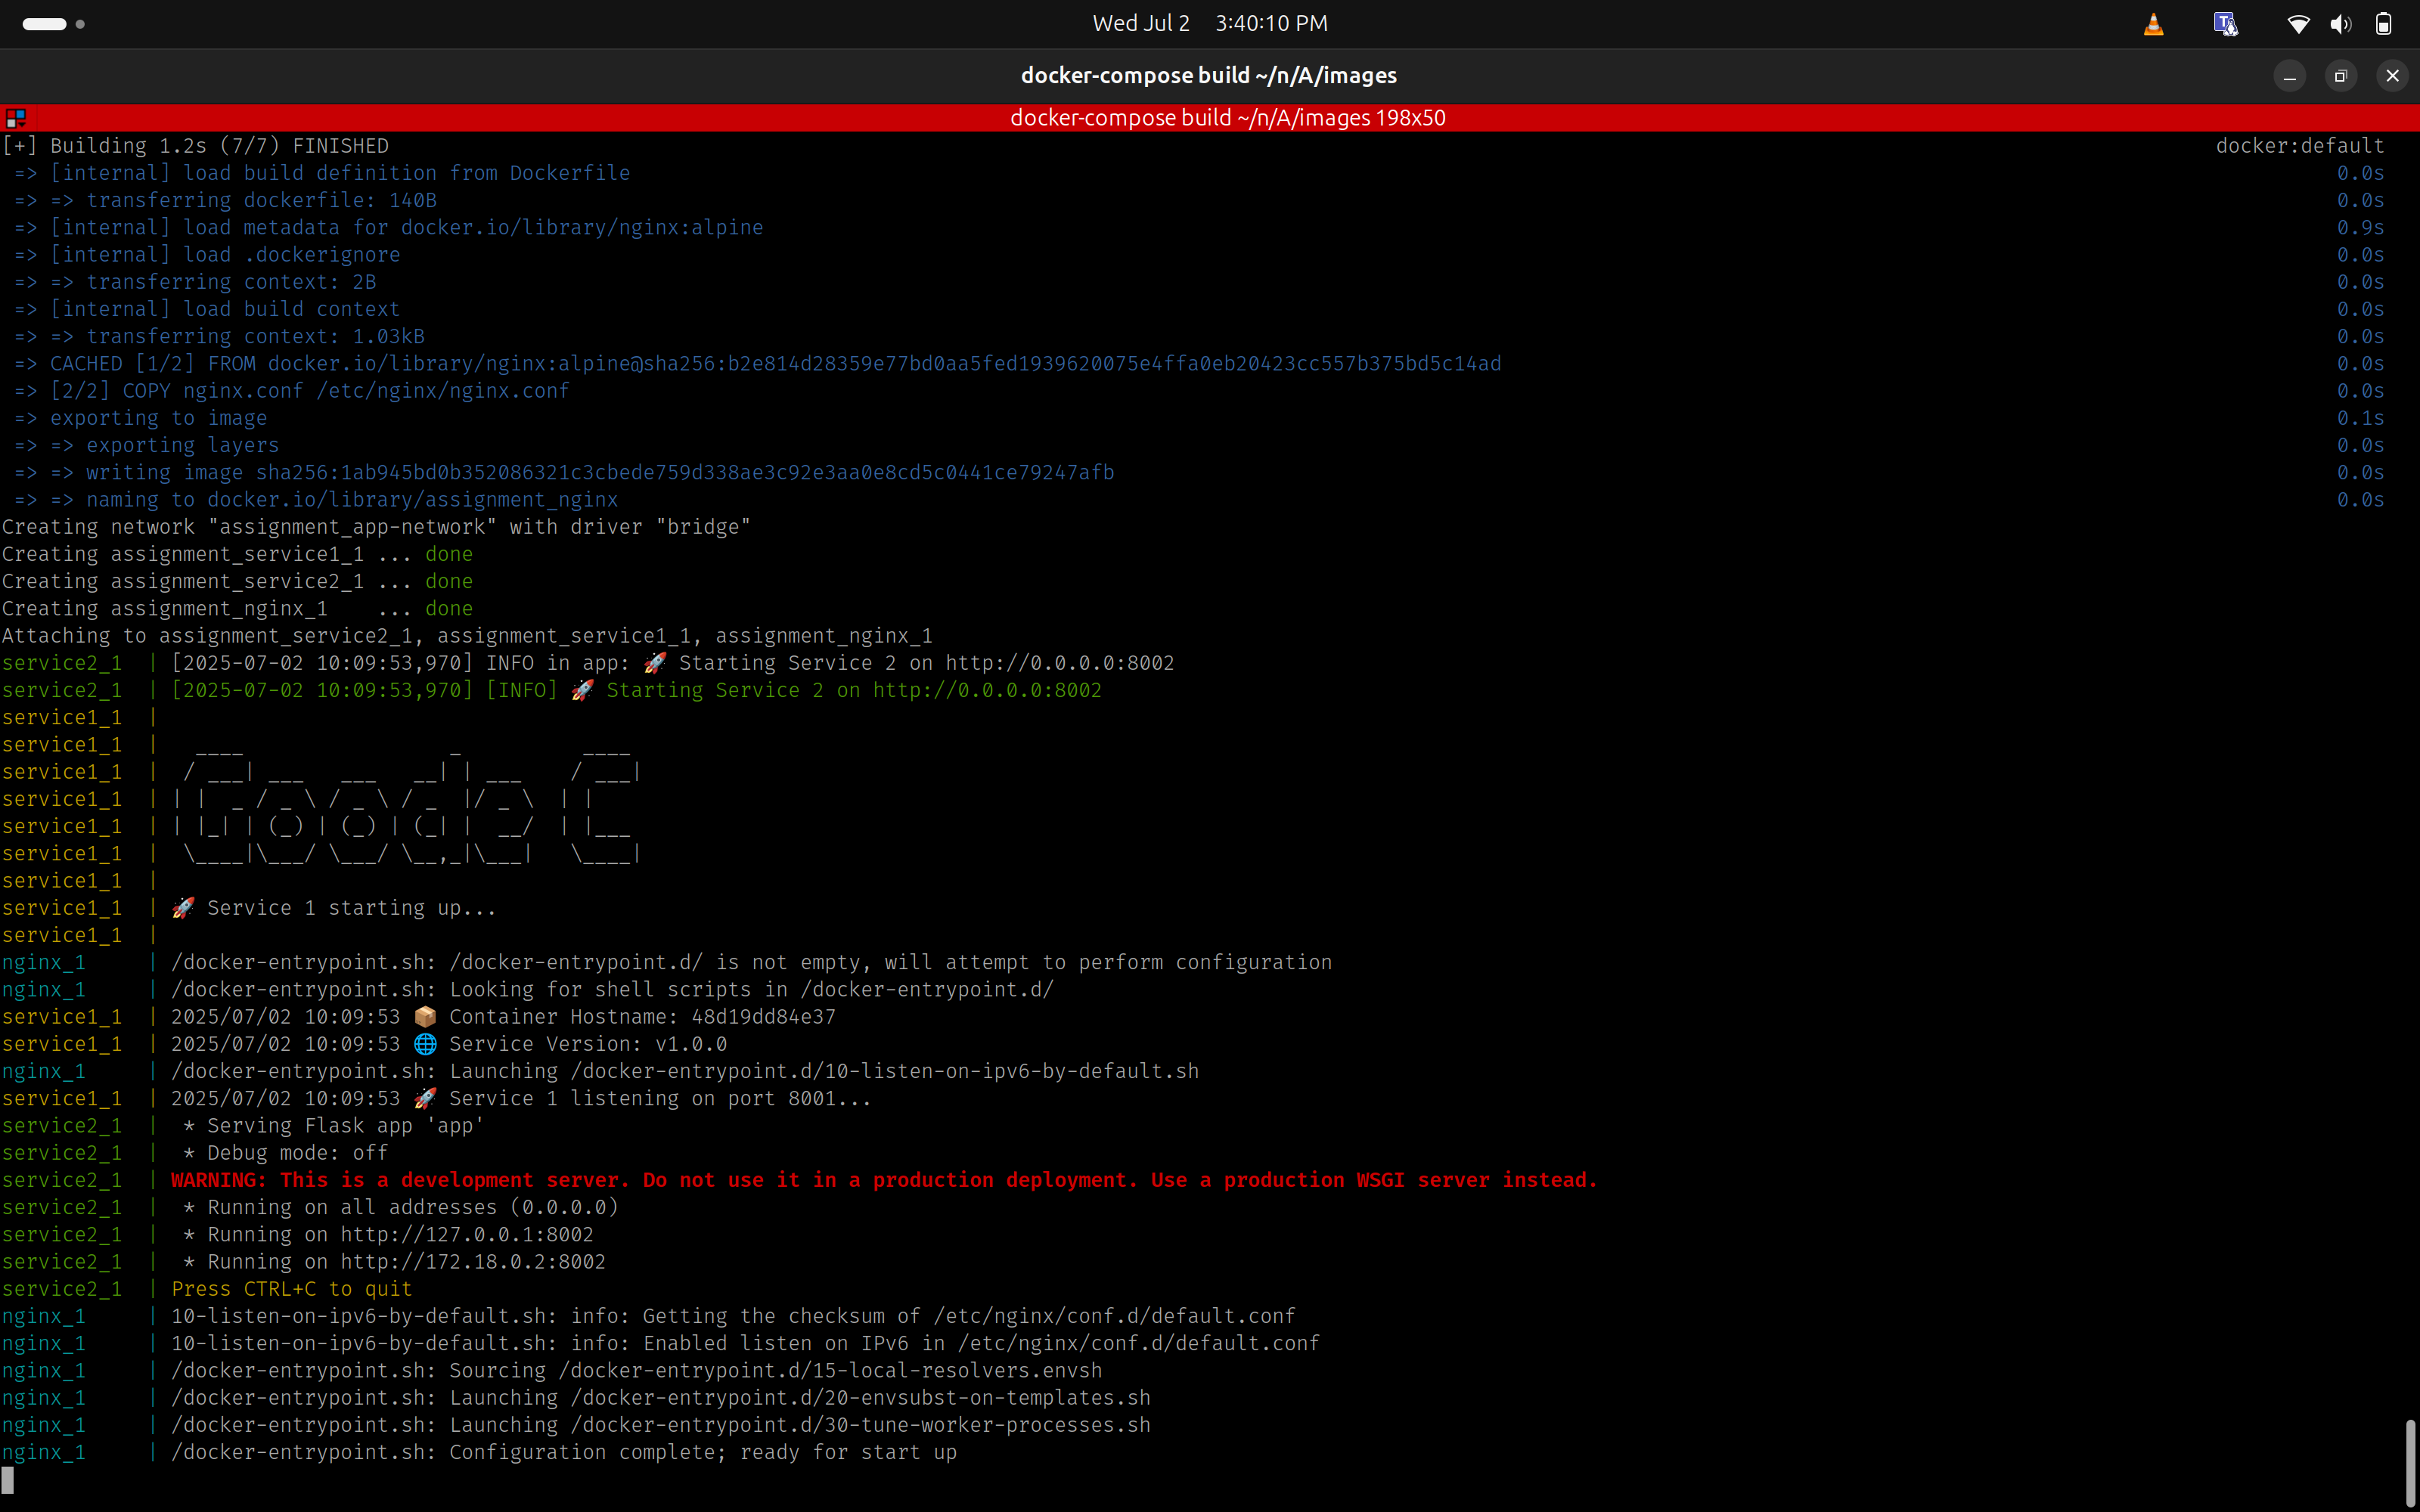 Wed Jul 2 3:40:10 PM
docker-compose build ~/n/A/images
docker-compose build ~/n/A/images 198x50
[+] Building 1.2s (7/7) FINISHED docker:default
=> [internal] load build definition from Dockerfile 0.0s
=> => transferring dockerfile: 140B 0.0s
=> [internal] load metadata for docker.io/library/nginx:alpine 0.9s
=> [internal] load .dockerignore 0.0s
=> => transferring context: 2B 0.0s
=> [internal] load build context 0.0s
=> => transferring context: 1.03kB 0.0s
=> CACHED [1/2] FROM docker.io/library/nginx:alpine@sha256:b2e814d28359e77bd0aa5fed1939620075e4ffa0eb20423cc557b375bd5c14ad 0.0s
=> [2/2] COPY nginx.conf /etc/nginx/nginx.conf 0.0s
=> exporting to image 0.1s
=> => exporting layers 0.0s
=> => writing image sha256:1ab945bd0b352086321c3cbede759d338ae3c92e3aa0e8cd5c0441ce79247afb 0.0s
=> => naming to docker.io/library/assignment_nginx 0.0s
Creating network "assignment_app-network" with driver "bridge"
Creating assignment_service1_1 ... done
Creating assignment_service2_1 ... done
Creating assignment_nginx_1 ... done
Attaching to assignment_service2_1, assignment_service1_1, assignment_nginx_1
service2_1 | [2025-07-02 10:09:53,970] INFO in app: 🚀 Starting Service 2 on http://0.0.0.0:8002
service2_1 | [2025-07-02 10:09:53,970] [INFO] 🚀 Starting Service 2 on http://0.0.0.0:8002
service1_1 |
service1_1 |   ____                 _          ____
service1_1 |  / ___| ___   ___   __| | ___    / ___|
service1_1 | | |  _ / _ \ / _ \ / _  |/ _ \  | |
service1_1 | | |_| | (_) | (_) | (_| |  __/  | |___
service1_1 |  \____|\___/ \___/ \__,_|\___|   \____|
service1_1 |
service1_1 | 🚀 Service 1 starting up...
service1_1 |
nginx_1 | /docker-entrypoint.sh: /docker-entrypoint.d/ is not empty, will attempt to perform configuration
nginx_1 | /docker-entrypoint.sh: Looking for shell scripts in /docker-entrypoint.d/
service1_1 | 2025/07/02 10:09:53 📦 Container Hostname: 48d19dd84e37
service1_1 | 2025/07/02 10:09:53 🌐 Service Version: v1.0.0
nginx_1 | /docker-entrypoint.sh: Launching /docker-entrypoint.d/10-listen-on-ipv6-by-default.sh
service1_1 | 2025/07/02 10:09:53 🚀 Service 1 listening on port 8001...
service2_1 | * Serving Flask app 'app'
service2_1 | * Debug mode: off
service2_1 | WARNING: This is a development server. Do not use it in a production deployment. Use a production WSGI server instead.
service2_1 | * Running on all addresses (0.0.0.0)
service2_1 | * Running on http://127.0.0.1:8002
service2_1 | * Running on http://172.18.0.2:8002
service2_1 | Press CTRL+C to quit
nginx_1 | 10-listen-on-ipv6-by-default.sh: info: Getting the checksum of /etc/nginx/conf.d/default.conf
nginx_1 | 10-listen-on-ipv6-by-default.sh: info: Enabled listen on IPv6 in /etc/nginx/conf.d/default.conf
nginx_1 | /docker-entrypoint.sh: Sourcing /docker-entrypoint.d/15-local-resolvers.envsh
nginx_1 | /docker-entrypoint.sh: Launching /docker-entrypoint.d/20-envsubst-on-templates.sh
nginx_1 | /docker-entrypoint.sh: Launching /docker-entrypoint.d/30-tune-worker-processes.sh
nginx_1 | /docker-entrypoint.sh: Configuration complete; ready for start up